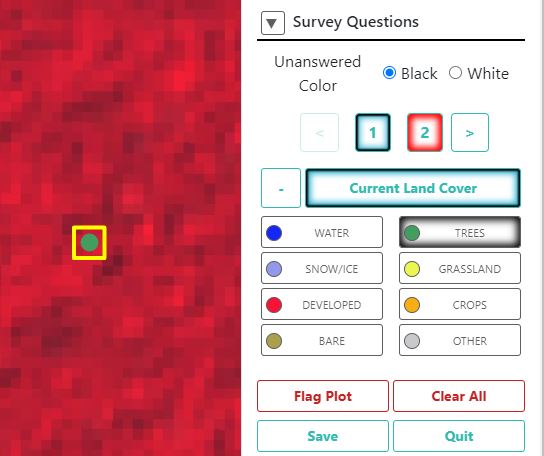 ▼ Survey Questions
Unanswered Color
Black White
< 1 2 >
- Current Land Cover
WATER TREES
SNOW/ICE GRASSLAND
DEVELOPED CROPS
BARE OTHER
Flag Plot Clear All
Save Quit